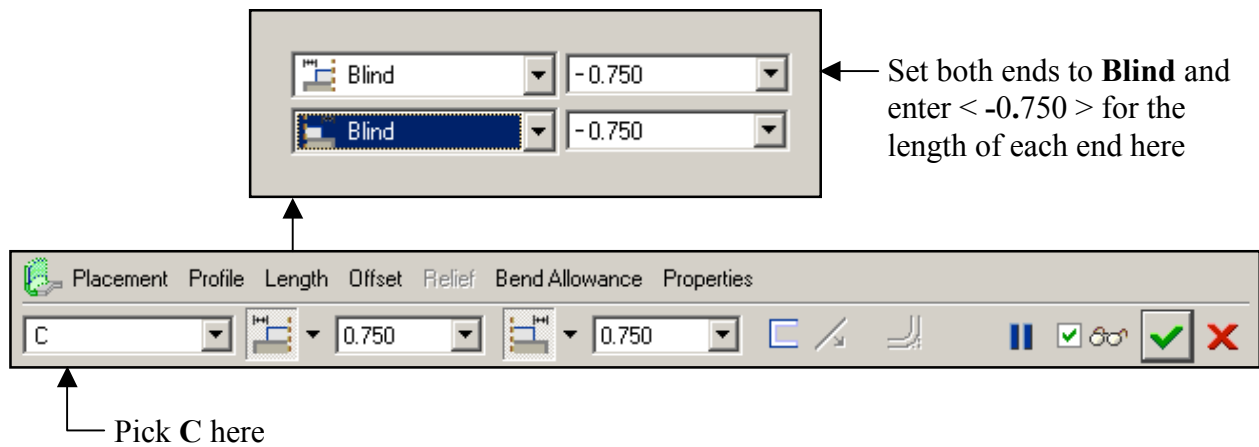 Blind - 0.750
Blind - 0.750
Set both ends to Blind and
enter < -0.750 > for the
length of each end here
Placement Profile Length Offset Relief Bend Allowance Properties
C 0.750 0.750
Pick C here